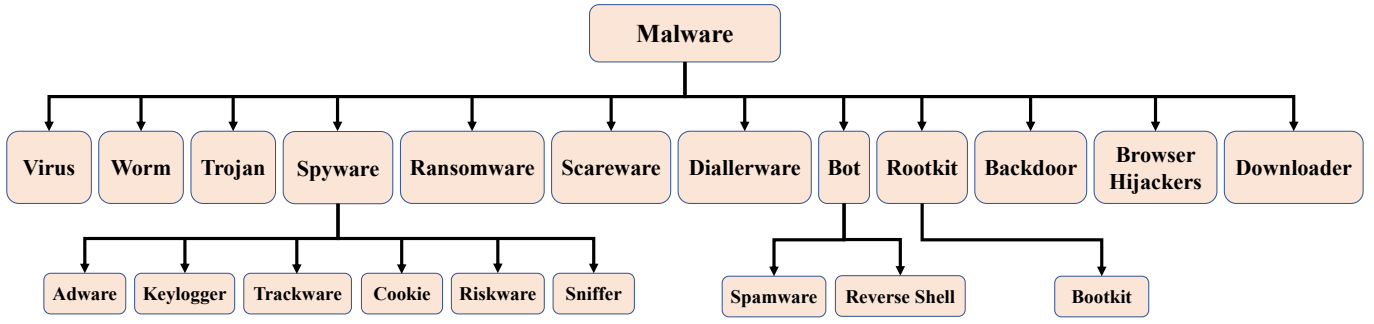 Malware
Virus
Worm
Trojan
Spyware
Ransomware
Scareware
Diallerware
Bot
Rootkit
Backdoor
Browser
Hijackers
Downloader
Adware
Keylogger
Trackware
Cookie
Riskware
Sniffer
Spamware
Reverse Shell
Bootkit